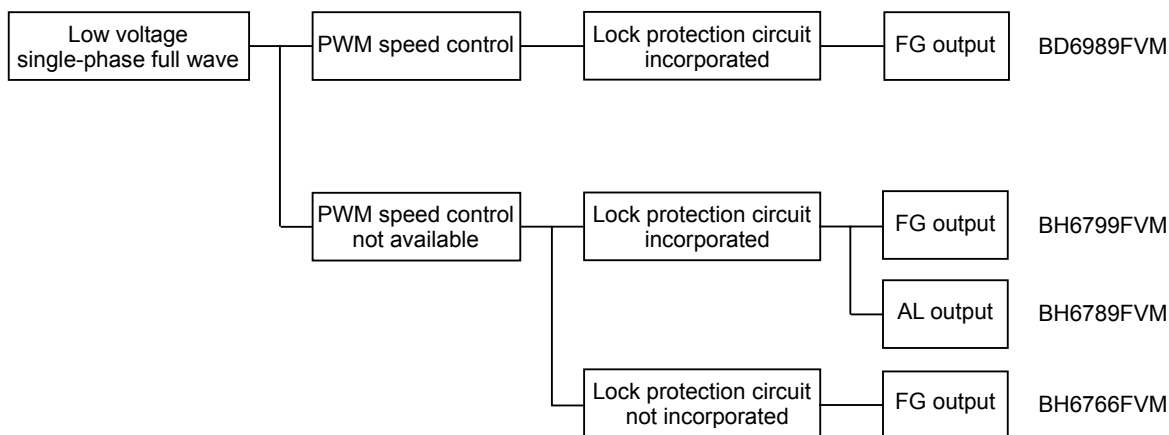 Low voltage
single-phase full wave
PWM speed control
Lock protection circuit
incorporated
FG output
BD6989FVM
PWM speed control
not available
Lock protection circuit
incorporated
FG output
BH6799FVM
AL output
BH6789FVM
Lock protection circuit
not incorporated
FG output
BH6766FVM